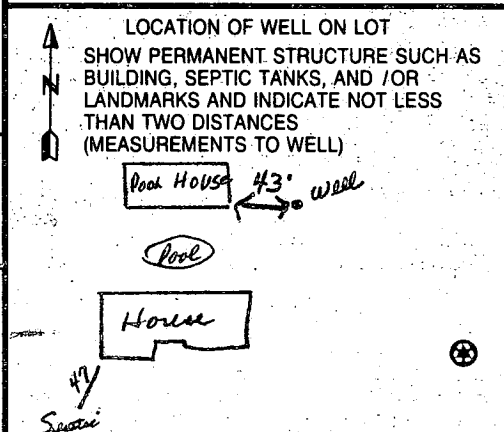 LOCATION OF WELL ON LOT
SHOW PERMANENT STRUCTURE SUCH AS
BUILDING, SEPTIC TANKS, AND / OR
LANDMARKS AND INDICATE NOT LESS
THAN TWO DISTANCES
(MEASUREMENTS TO WELL)
N
Pool House 43' well
Pool
House
47